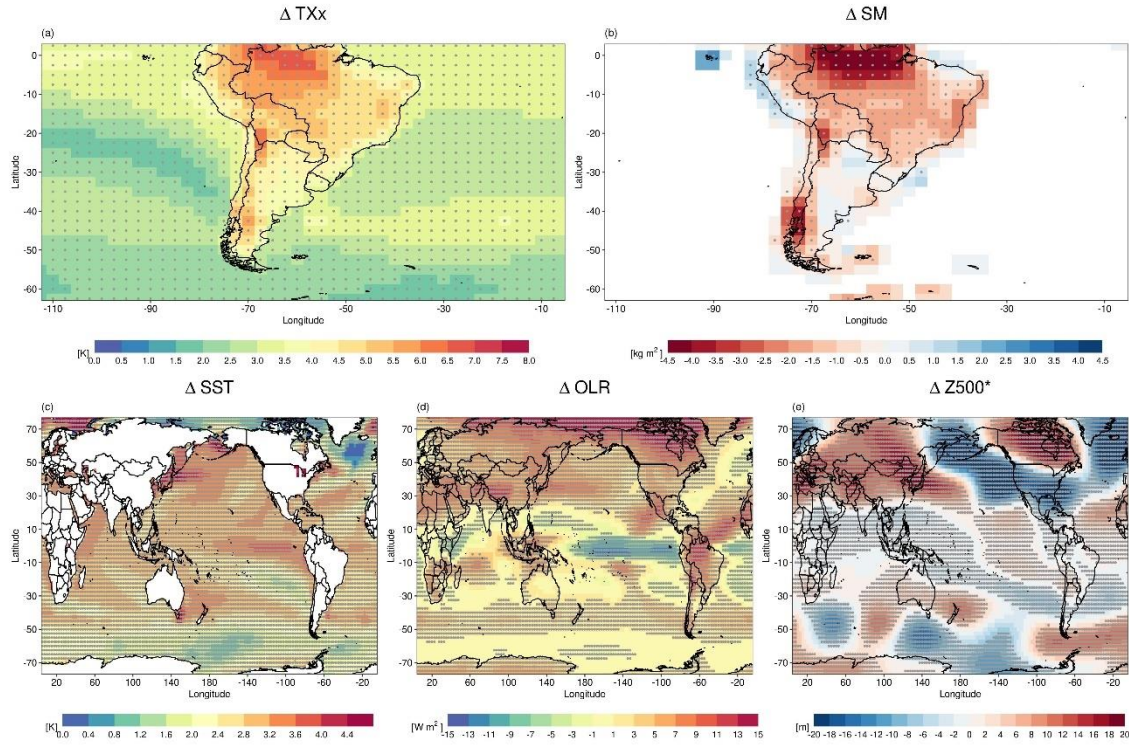 Δ TXx
(a)
0
-10
-20
-30
-40
-50
-60
Latitude
-110 -90 -70 -50 -30 -10
Longitude
[K]
0.0 0.5 1.0 1.5 2.0 2.5 3.0 3.5 4.0 4.5 5.0 5.5 6.0 6.5 7.0 8.0
Δ SM
(b)
0
-10
-20
-30
-40
-50
-60
Latitude
-110 -90 -70 -50 -30 -10
Longitude
[kg m²]
-4.5 -4.0 -3.5 -3.0 -2.5 -2.0 -1.5 -1.0 0.0 1.0 1.5 2.0 2.5 3.0 3.5 4.0 4.5
Δ SST
(c)
70
50
30
10
-10
-30
-50
-70
Latitude
20 60 100 140 180 -140 -100 -60 -20
Longitude
[K]
0.0 0.4 0.8 1.2 1.6 2.0 2.4 2.8 3.2 3.6 4.0 4.4
Δ OLR
(d)
70
50
30
10
-10
-30
-50
-70
Latitude
20 60 100 140 180 -140 -100 -60 -20
Longitude
[W m²]
-15 -13 -11 -9 -7 -5 -3 -1 1 3 5 7 9 11 13 15
Δ Z500*
(e)
70
50
30
10
-10
-30
-50
-70
Latitude
20 60 100 140 180 -140 -100 -60 -20
Longitude
[m]
-20 -16 -14 -12 -10 -8 -6 -4 -2 0 2 4 6 8 10 12 14 16 18 20